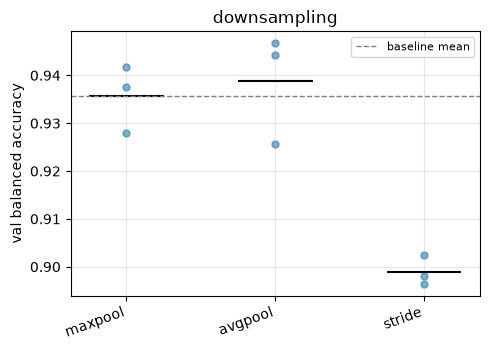 downsampling
baseline mean
val balanced accuracy
0.94
0.93
0.92
0.91
0.90
maxpool
avgpool
stride